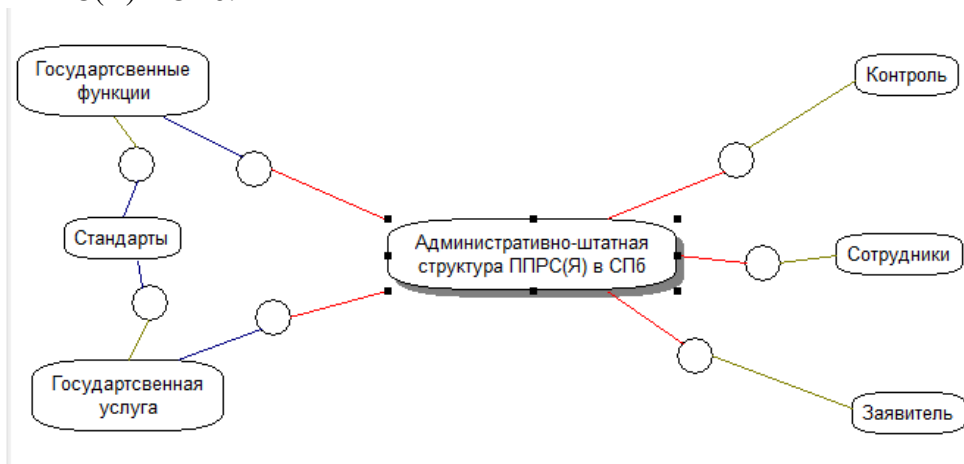 Государтсвенные
функции
Контроль
Стандарты
Административно-штатная
структура ППРС(Я) в СПб
Сотрудники
Государтсвенная
услуга
Заявитель